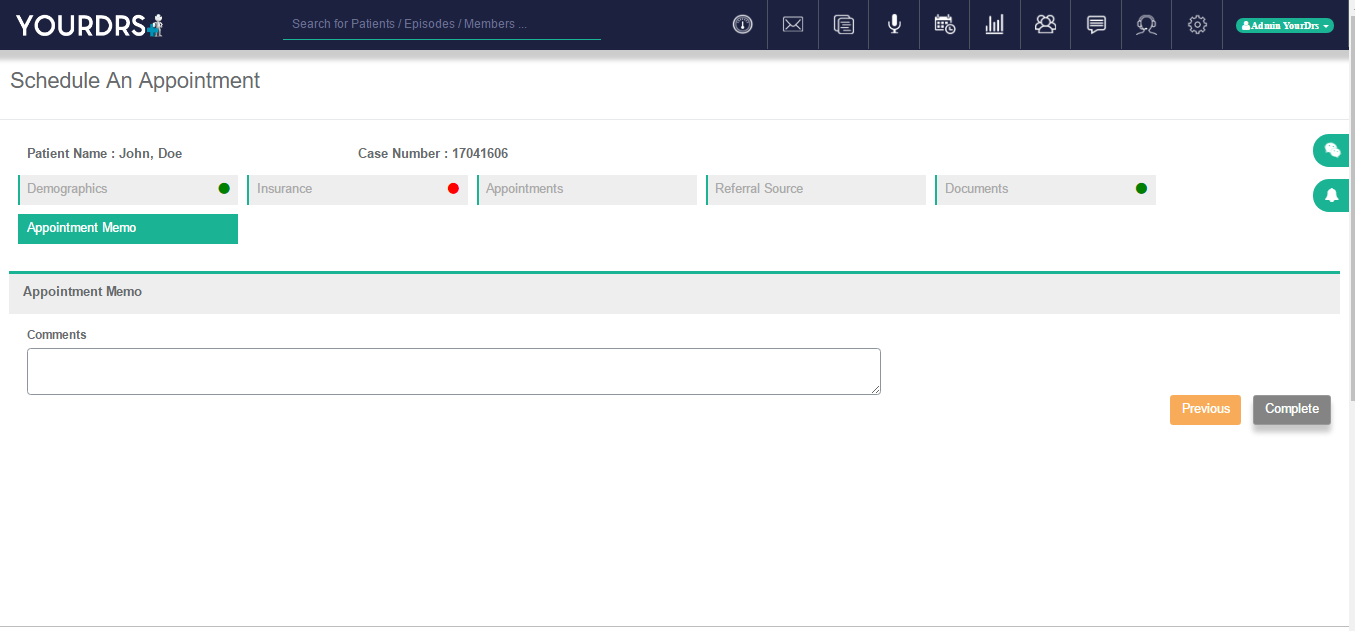 YOURDRS
Search for Patients / Episodes / Members ...
Admin YourDrs
Schedule An Appointment
Patient Name : John, Doe
Case Number : 17041606
Demographics
Insurance
Appointments
Referral Source
Documents
Appointment Memo
Appointment Memo
Comments
Previous
Complete